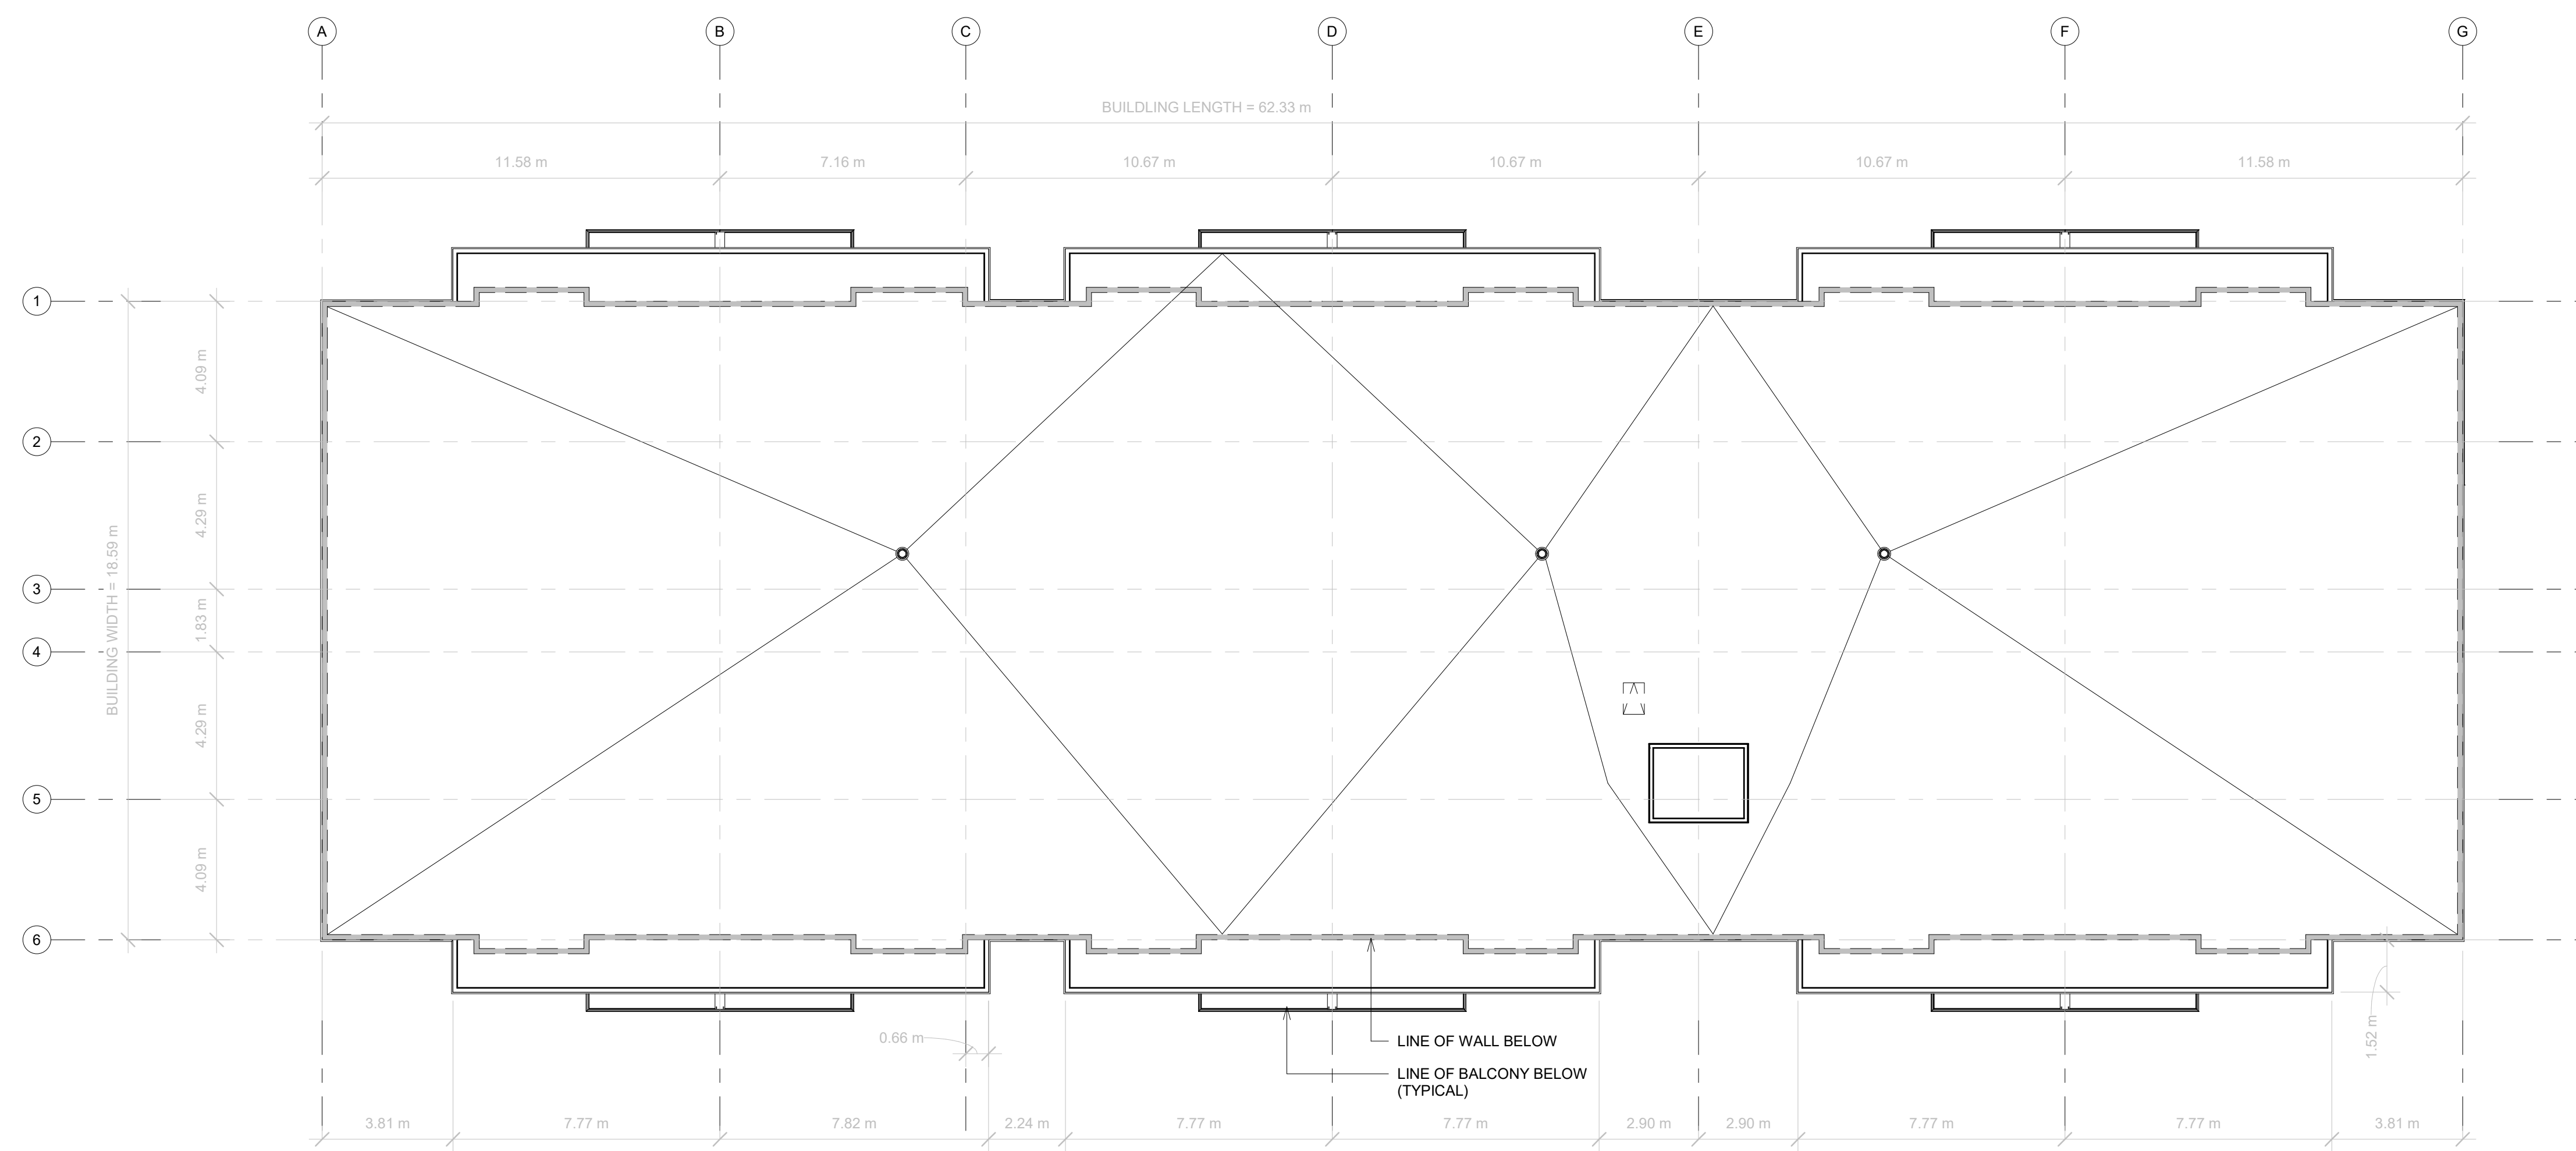 A B C D E F G
BUILDLING LENGTH = 62.33 m
11.58 m 7.16 m 10.67 m 10.67 m 10.67 m 11.58 m
1
4.09 m
2
4.29 m
BUILDING WIDTH = 18.59 m
3
1.83 m
4
4.29 m
5
4.09 m
6
0.66 m
LINE OF WALL BELOW
1.52 m
LINE OF BALCONY BELOW
(TYPICAL)
3.81 m 7.77 m 7.82 m 2.24 m 7.77 m 7.77 m 2.90 m 2.90 m 7.77 m 7.77 m 3.81 m